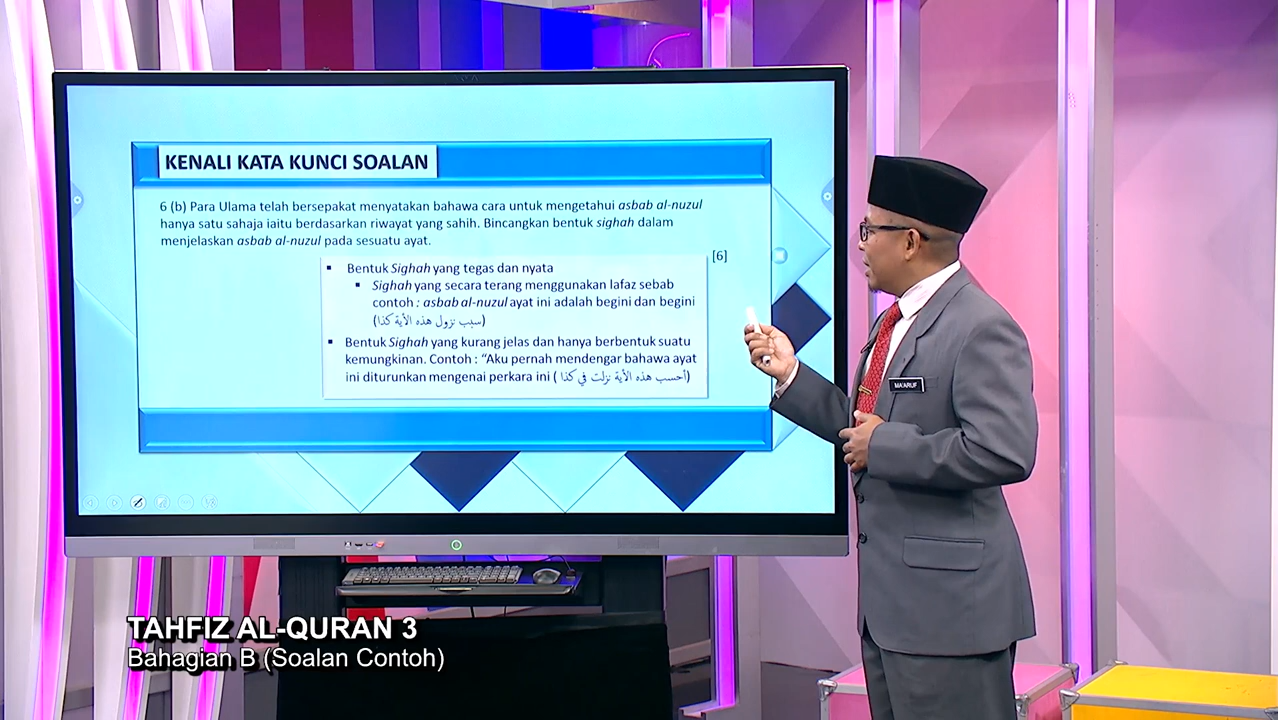 KENALI KATA KUNCI SOALAN
6 (b) Para Ulama telah bersepakat menyatakan bahawa cara untuk mengetahui asbab al-nuzul
hanya satu sahaja iaitu berdasarkan riwayat yang sahih. Bincangkan bentuk sighah dalam
menjelaskan asbab al-nuzul pada sesuatu ayat.
[6]
▪ Bentuk Sighah yang tegas dan nyata
▪ Sighah yang secara terang menggunakan lafaz sebab
contoh : asbab al-nuzul ayat ini adalah begini dan begini
(سبب نزول هذه الأية كذا)
▪ Bentuk Sighah yang kurang jelas dan hanya berbentuk suatu
kemungkinan. Contoh : “Aku pernah mendengar bahawa ayat
ini diturunkan mengenai perkara ini ( أحسب هذه الأية نزلت في كذا)
MA'ARUF
TAHFIZ AL-QURAN 3
Bahagian B (Soalan Contoh)